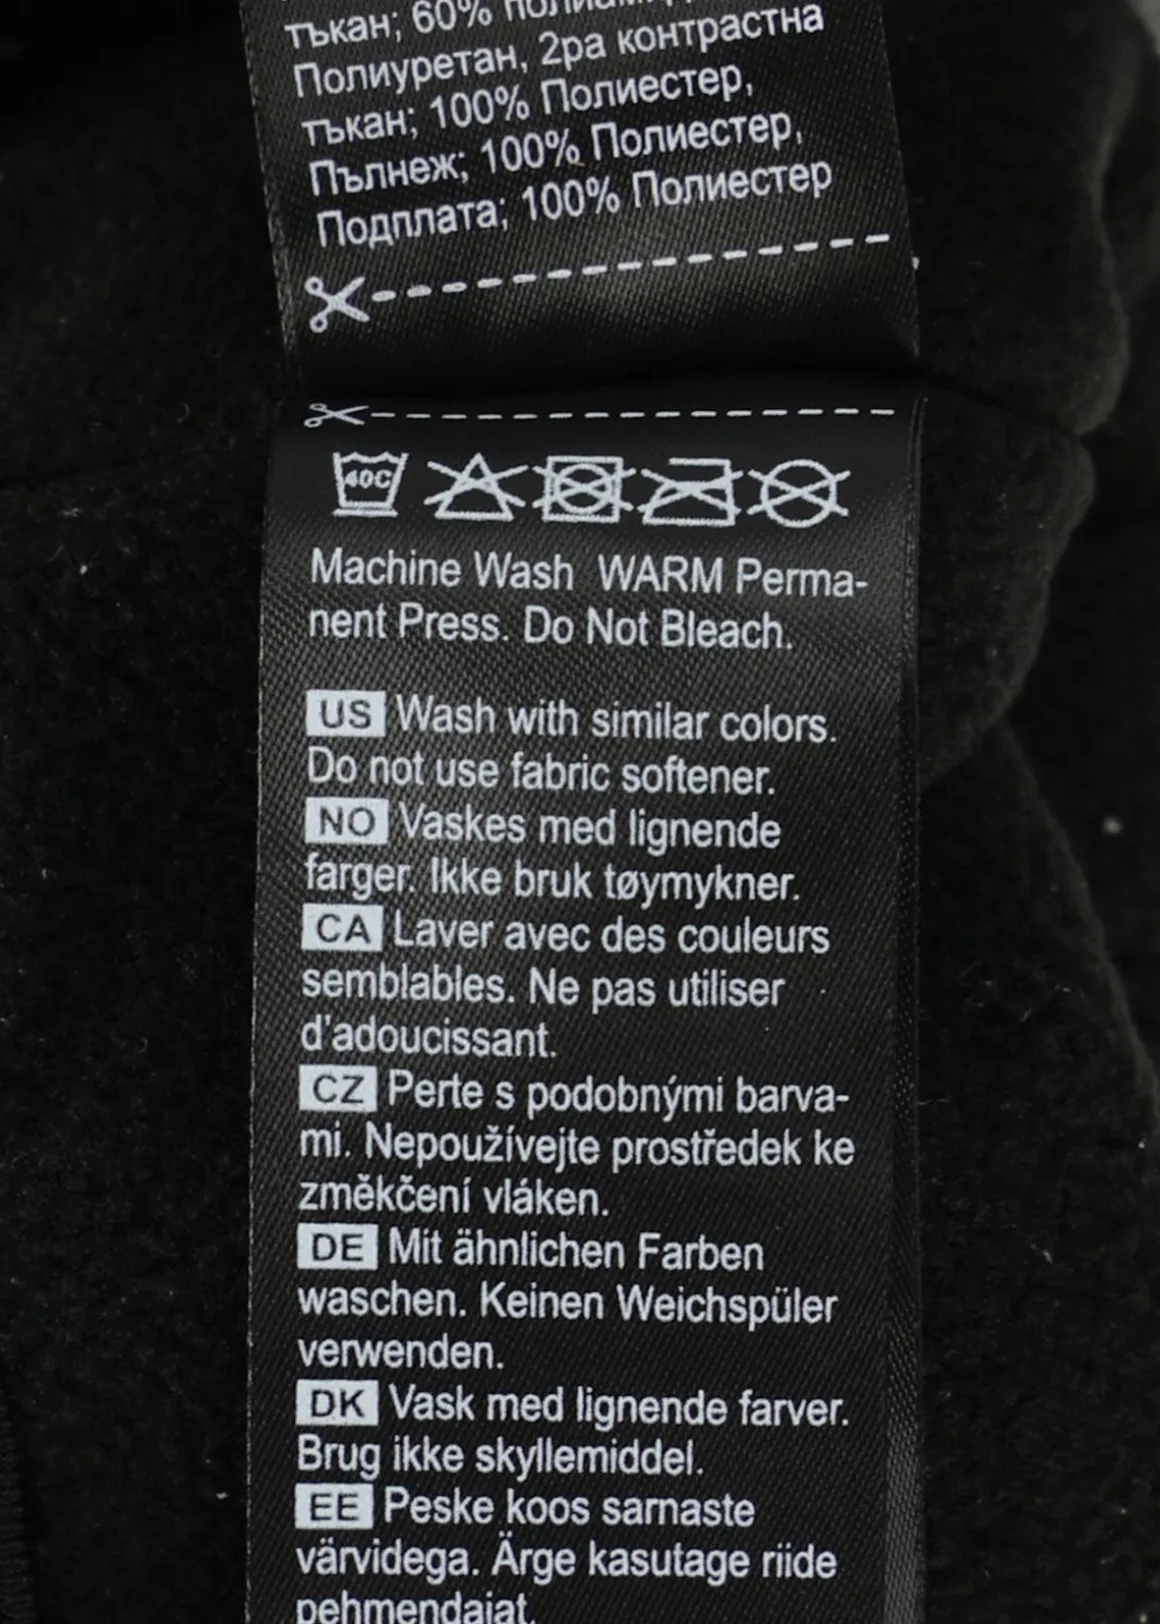 тъкан; 60%
Полиуретан, 2ра контрастна
тъкан; 100% Полиестер,
Пълнеж; 100% Полиестер,
Подплата; 100% Полиестер
40C
Machine Wash WARM Perma-
nent Press. Do Not Bleach.
US Wash with similar colors.
Do not use fabric softener.
NO Vaskes med lignende
farger. Ikke bruk tøymykner.
CA Laver avec des couleurs
semblables. Ne pas utiliser
d'adoucissant.
CZ Perte s podobnými barva-
mi. Nepoužívejte prostředek ke
změkčení vláken.
DE Mit ähnlichen Farben
waschen. Keinen Weichspüler
verwenden.
DK Vask med lignende farver.
Brug ikke skyllemiddel.
EE Peske koos sarnaste
värvidega. Ärge kasutage riide
pehmendajat.